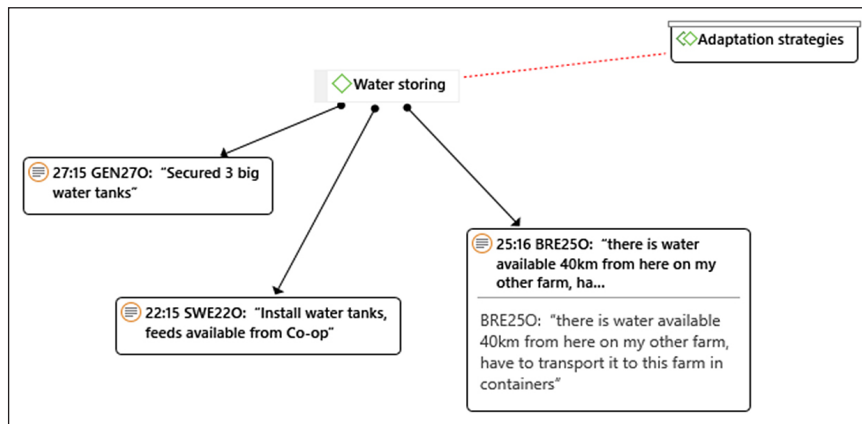 Adaptation strategies
Water storing
27:15 GEN27O: “Secured 3 big
water tanks”
25:16 BRE25O: “there is water
available 40km from here on my
other farm, ha...
BRE25O: “there is water available
40km from here on my other farm,
have to transport it to this farm in
containers”
22:15 SWE22O: “Install water tanks,
feeds available from Co-op”